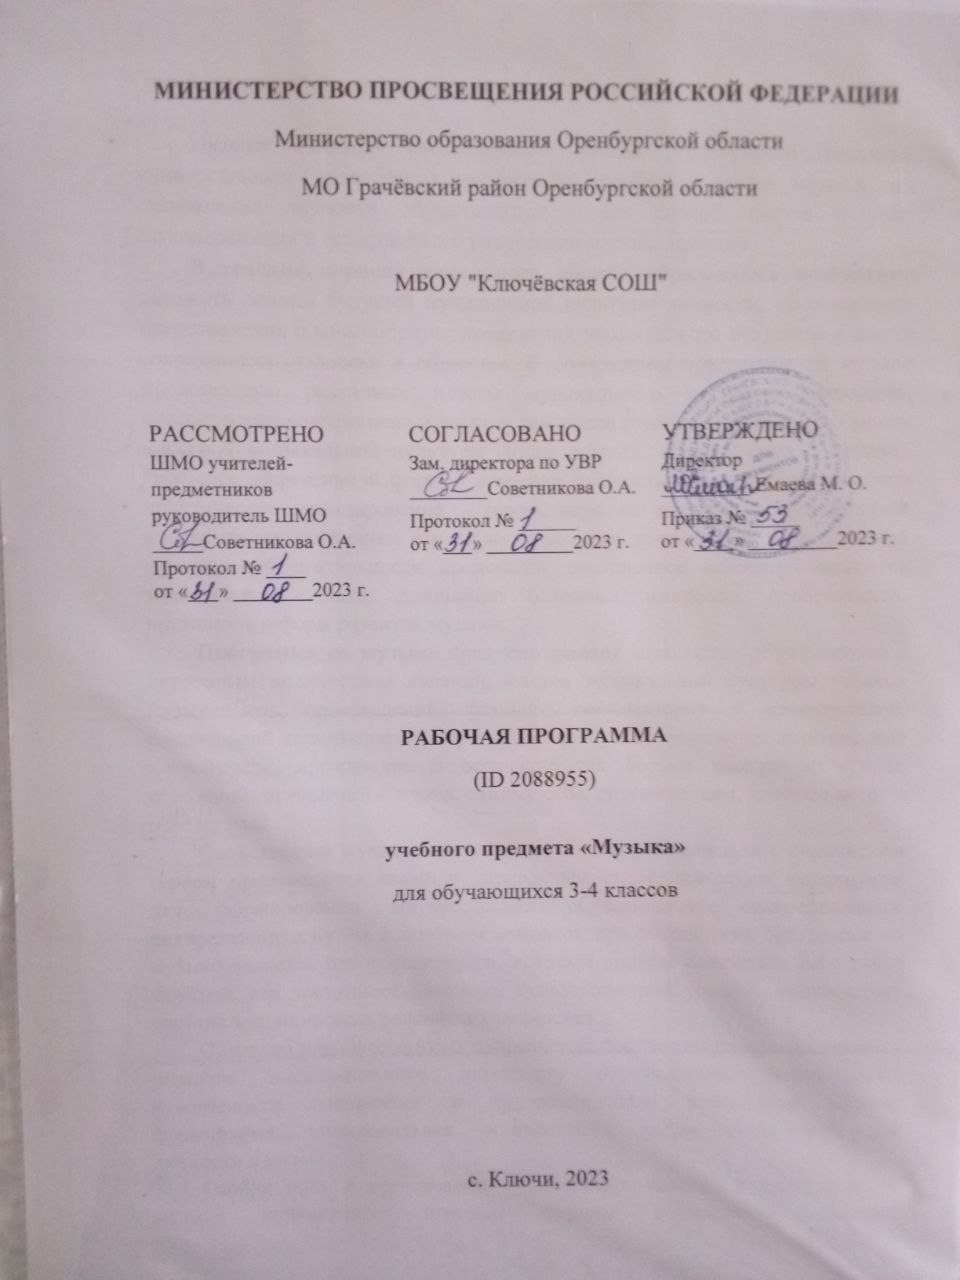 МИНИСТЕРСТВО ПРОСВЕЩЕНИЯ РОССИЙСКОЙ ФЕДЕРАЦИИ
Министерство образования Оренбургской области
МО Грачёвский район Оренбургской области
МБОУ "Ключёвская СОШ"
РАССМОТРЕНО
ШМО учителей-
предметников
руководитель ШМО
_____Советникова О.А.
Протокол № 1
от «31» 08 2023 г.
СОГЛАСОВАНО
Зам. директора по УВР
________Советникова О.А.
Протокол № 1
от «31» 08 2023 г.
УТВЕРЖДЕНО
Директор
________Емаева М. О.
Приказ № 53
от «31» 08 2023 г.
РАБОЧАЯ ПРОГРАММА
(ID 2088955)
учебного предмета «Музыка»
для обучающихся 3-4 классов
с. Ключи, 2023